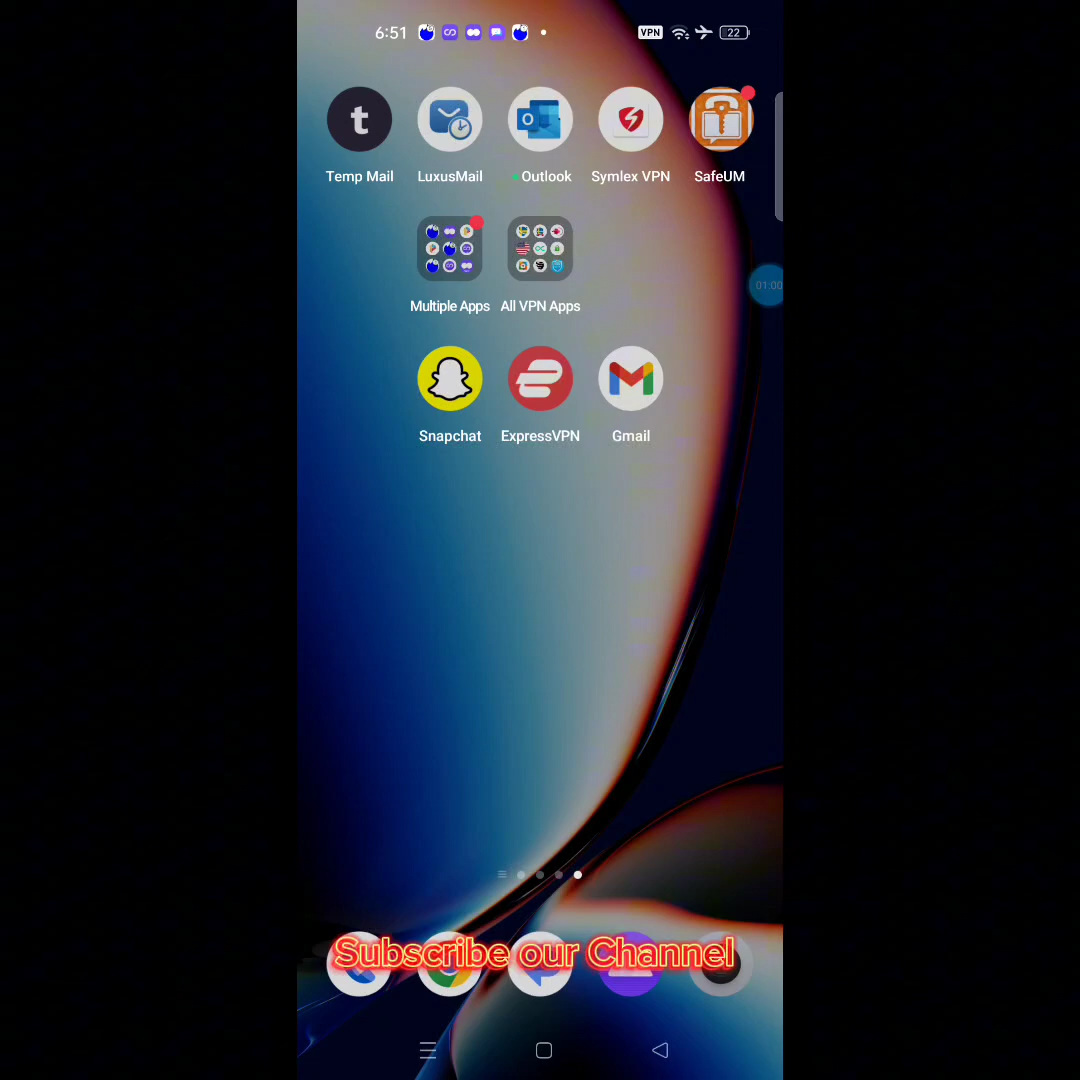 6:51 VPN 22
t
Temp Mail LuxusMail Outlook Symlex VPN SafeUM
01:00
Multiple Apps All VPN Apps
Snapchat ExpressVPN Gmail
Subscribe our Channel